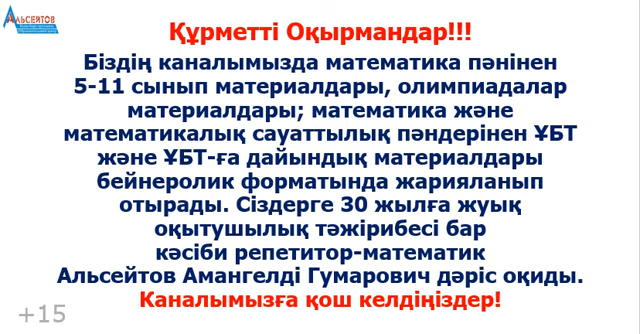 АЛЬСЕЙТОВ
Құрметті Оқырмандар!!!
Біздің каналымызда математика пәнінен
5-11 сынып материалдары, олимпиадалар
материалдары; математика және
математикалық сауаттылық пәндерінен ҰБТ
және ҰБТ-ға дайындық материалдары
бейнеролик форматында жарияланып
отырады. Сіздерге 30 жылға жуық
оқытушылық тәжірибесі бар
кәсіби репетитор-математик
Альсейтов Амангелді Гумарович дәріс оқиды.
Каналымызға қош келдіңіздер!
+15